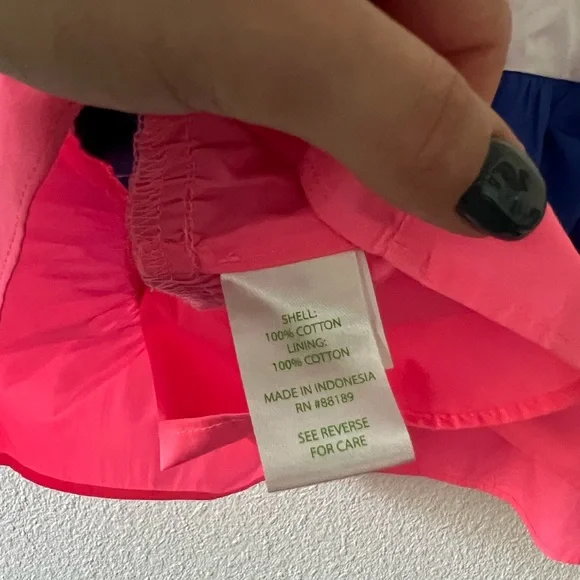 SHELL:
100% COTTON
LINING:
100% COTTON
MADE IN INDONESIA
RN #88189
SEE REVERSE
FOR CARE